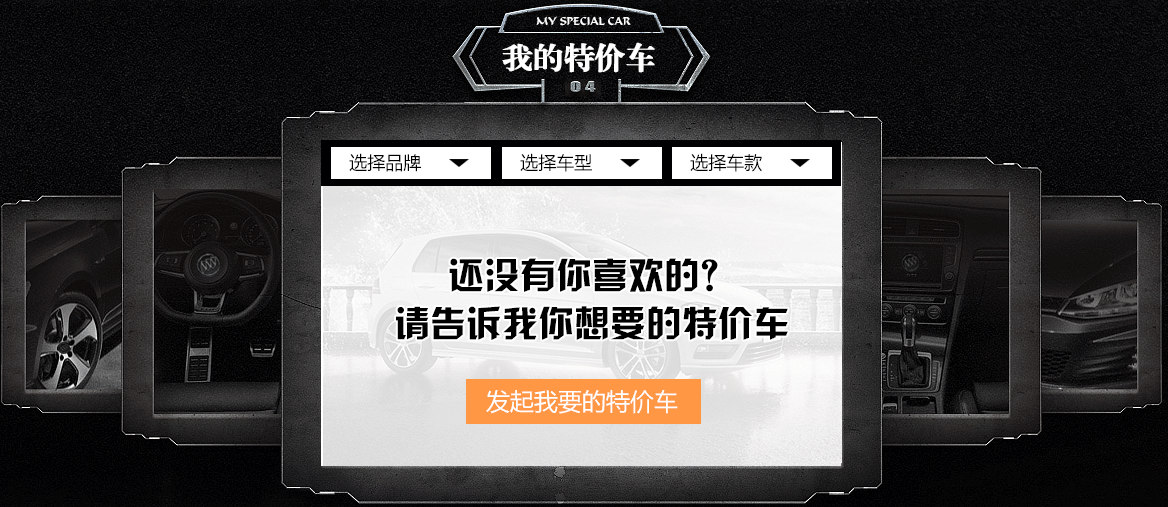 MY SPECIAL CAR
我的特价车
04
选择品牌 选择车型 选择车款
还没有你喜欢的?
请告诉我你想要的特价车
发起我要的特价车